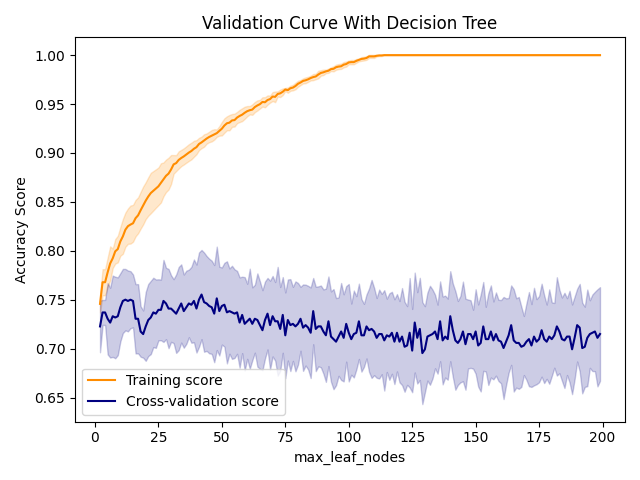 Validation Curve With Decision Tree
Accuracy Score
1.00
0.95
0.90
0.85
0.80
0.75
0.70
0.65
Training score
Cross-validation score
0 25 50 75 100 125 150 175 200
max_leaf_nodes